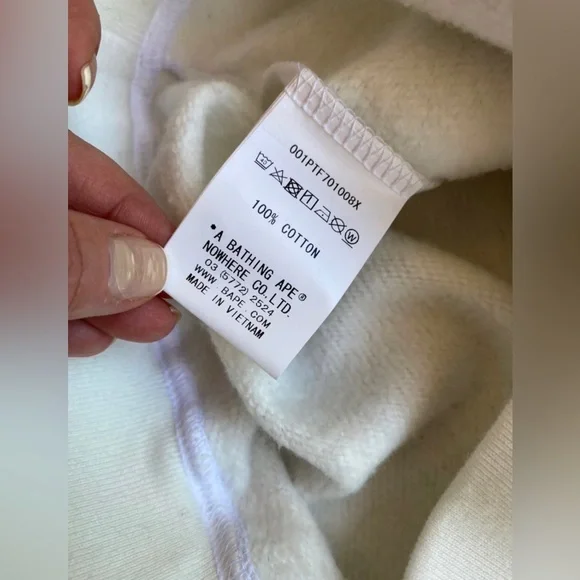 001PTF701008X
100% COTTON
•A BATHING APE®
NOWHERE CO.,LTD.
03 (5772) 2524
WWW. BAPE. COM
MADE IN VIETNAM